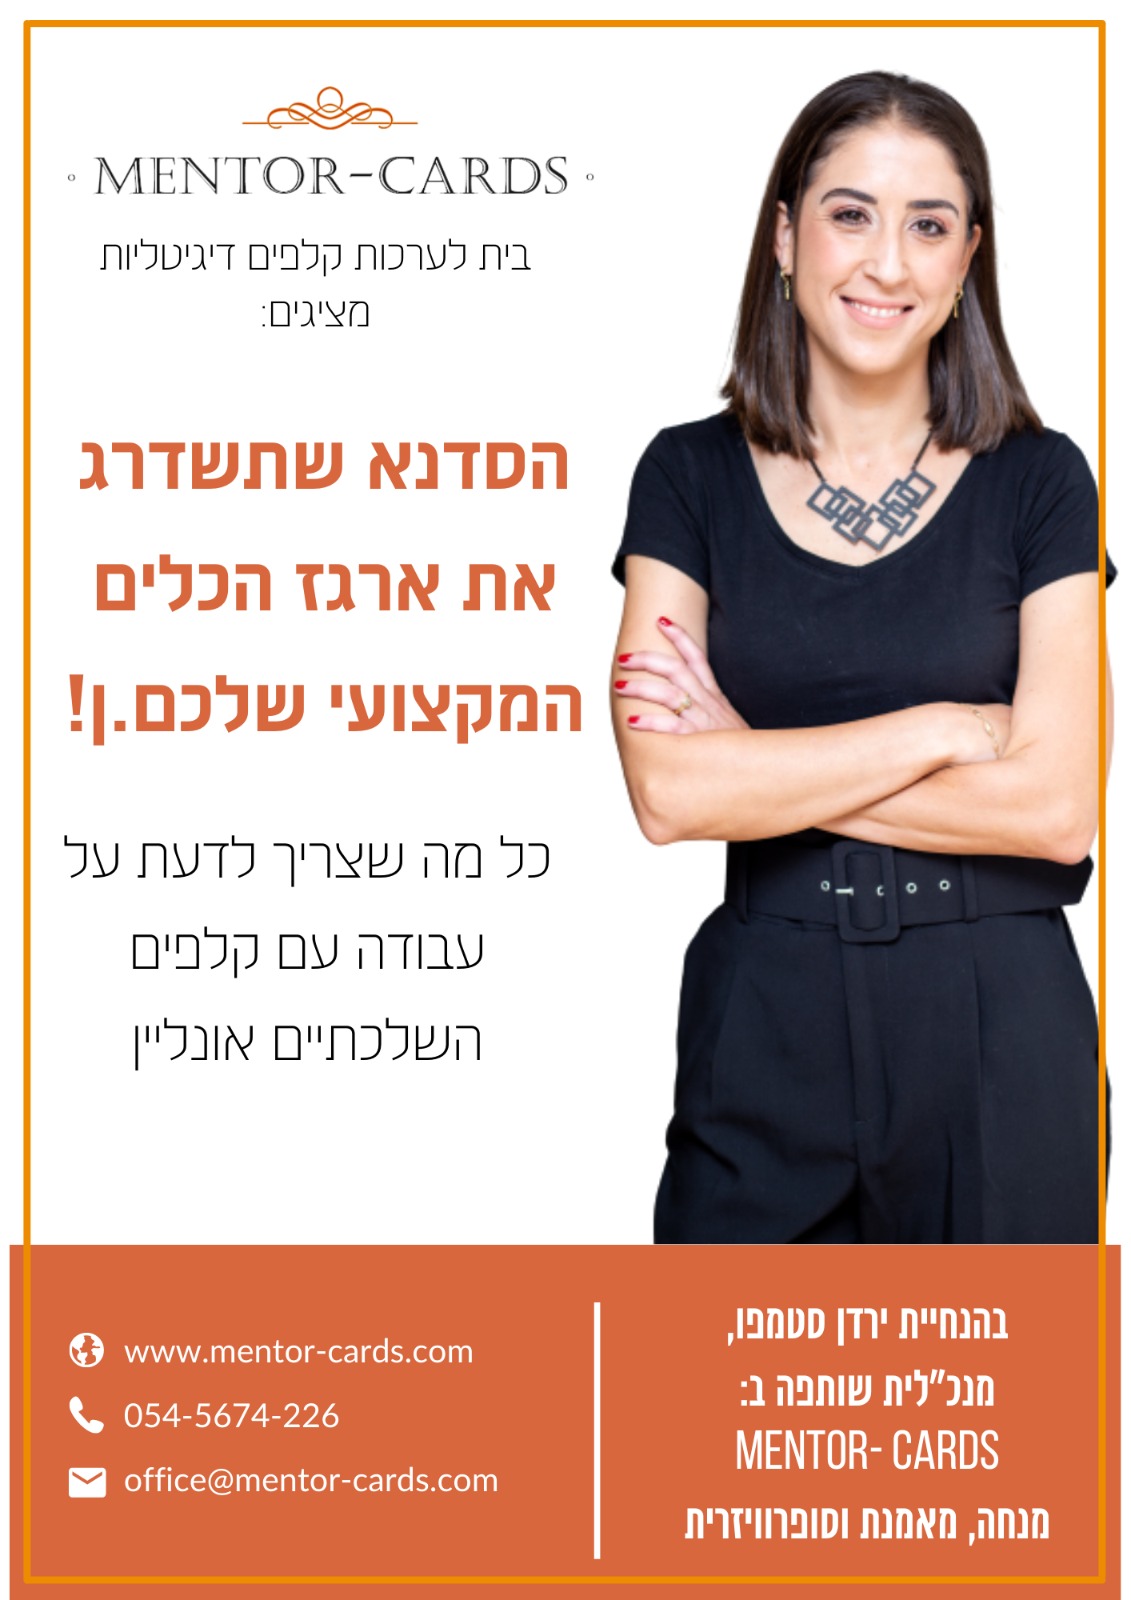 MENTOR-CARDS
בית לערכות קלפים דיגיטליות
מציגים:
הסדנא שתשדרג
את ארגז הכלים
המקצועי שלכם.ן!
כל מה שצריך לדעת על
עבודה עם קלפים
השלכתיים אונליין
www.mentor-cards.com
054-5674-226
office@mentor-cards.com
בהנחיית ירדן סטמפו,
מנכ"לית שותפה ב:
MENTOR- CARDS
מנחה, מאמנת וסופרוויזרית